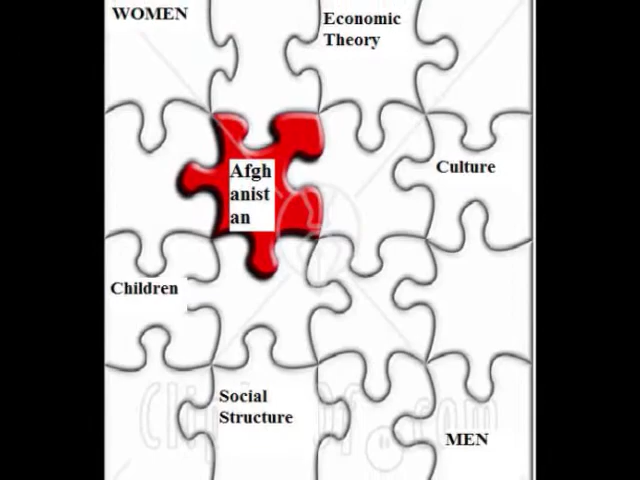 WOMEN
Economic
Theory
Afgh
anist
an
Culture
Children
Social
Structure
MEN